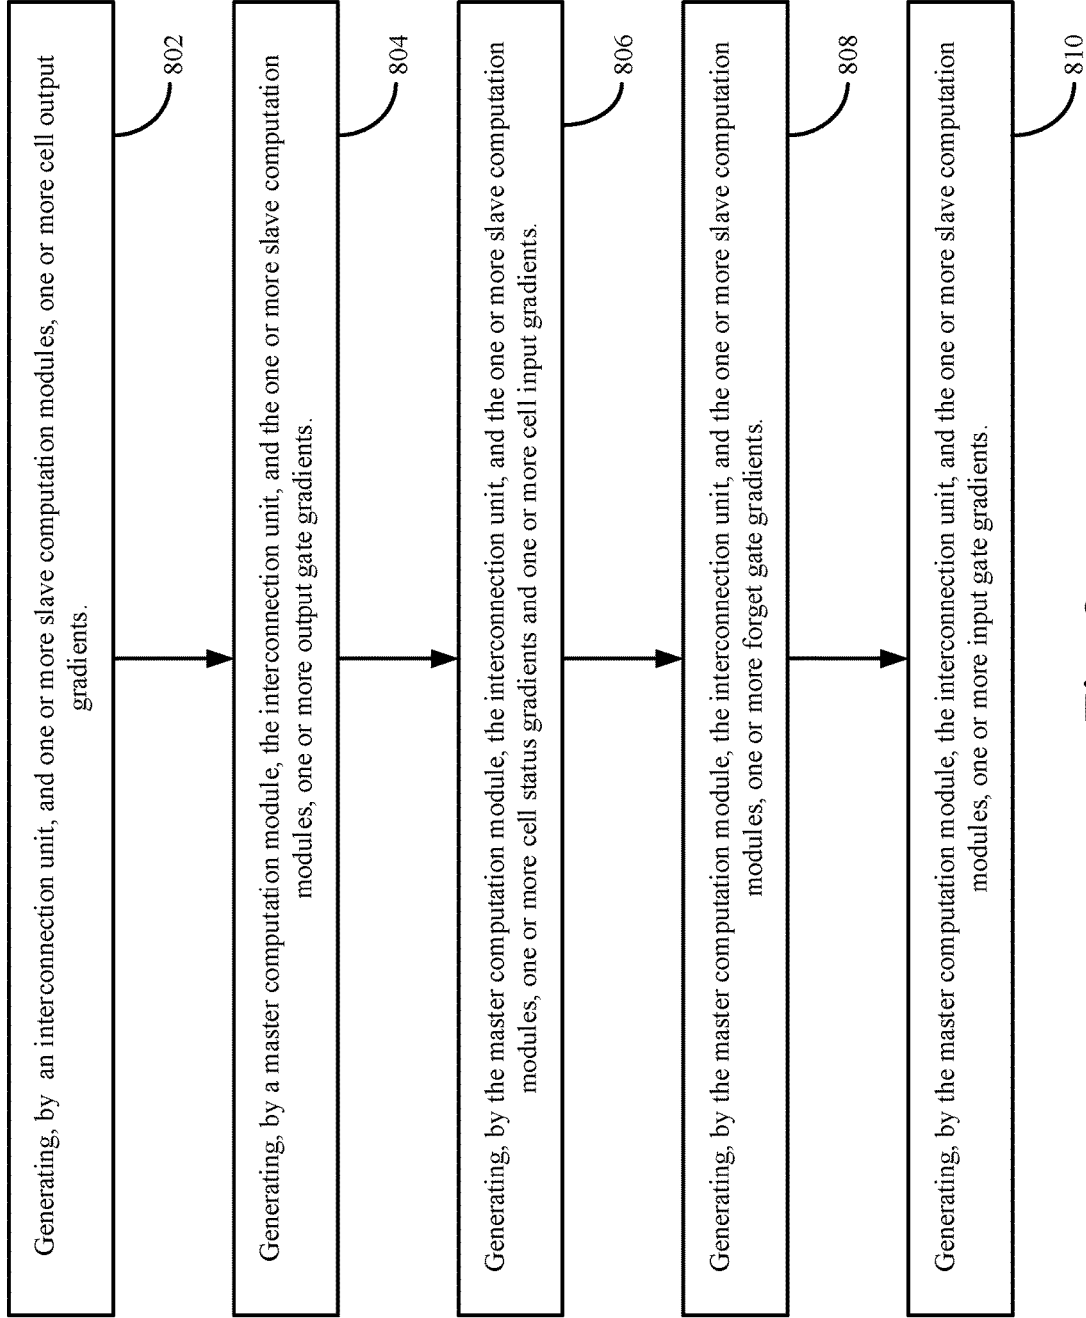 Generating, by an interconnection unit, and one or more slave computation modules, one or more cell output
gradients.
802
Generating, by a master computation module, the interconnection unit, and the one or more slave computation
modules, one or more output gate gradients.
804
Generating, by the master computation module, the interconnection unit, and the one or more slave computation
modules, one or more cell status gradients and one or more cell input gradients.
806
Generating, by the master computation module, the interconnection unit, and the one or more slave computation
modules, one or more forget gate gradients.
808
Generating, by the master computation module, the interconnection unit, and the one or more slave computation
modules, one or more input gate gradients.
810